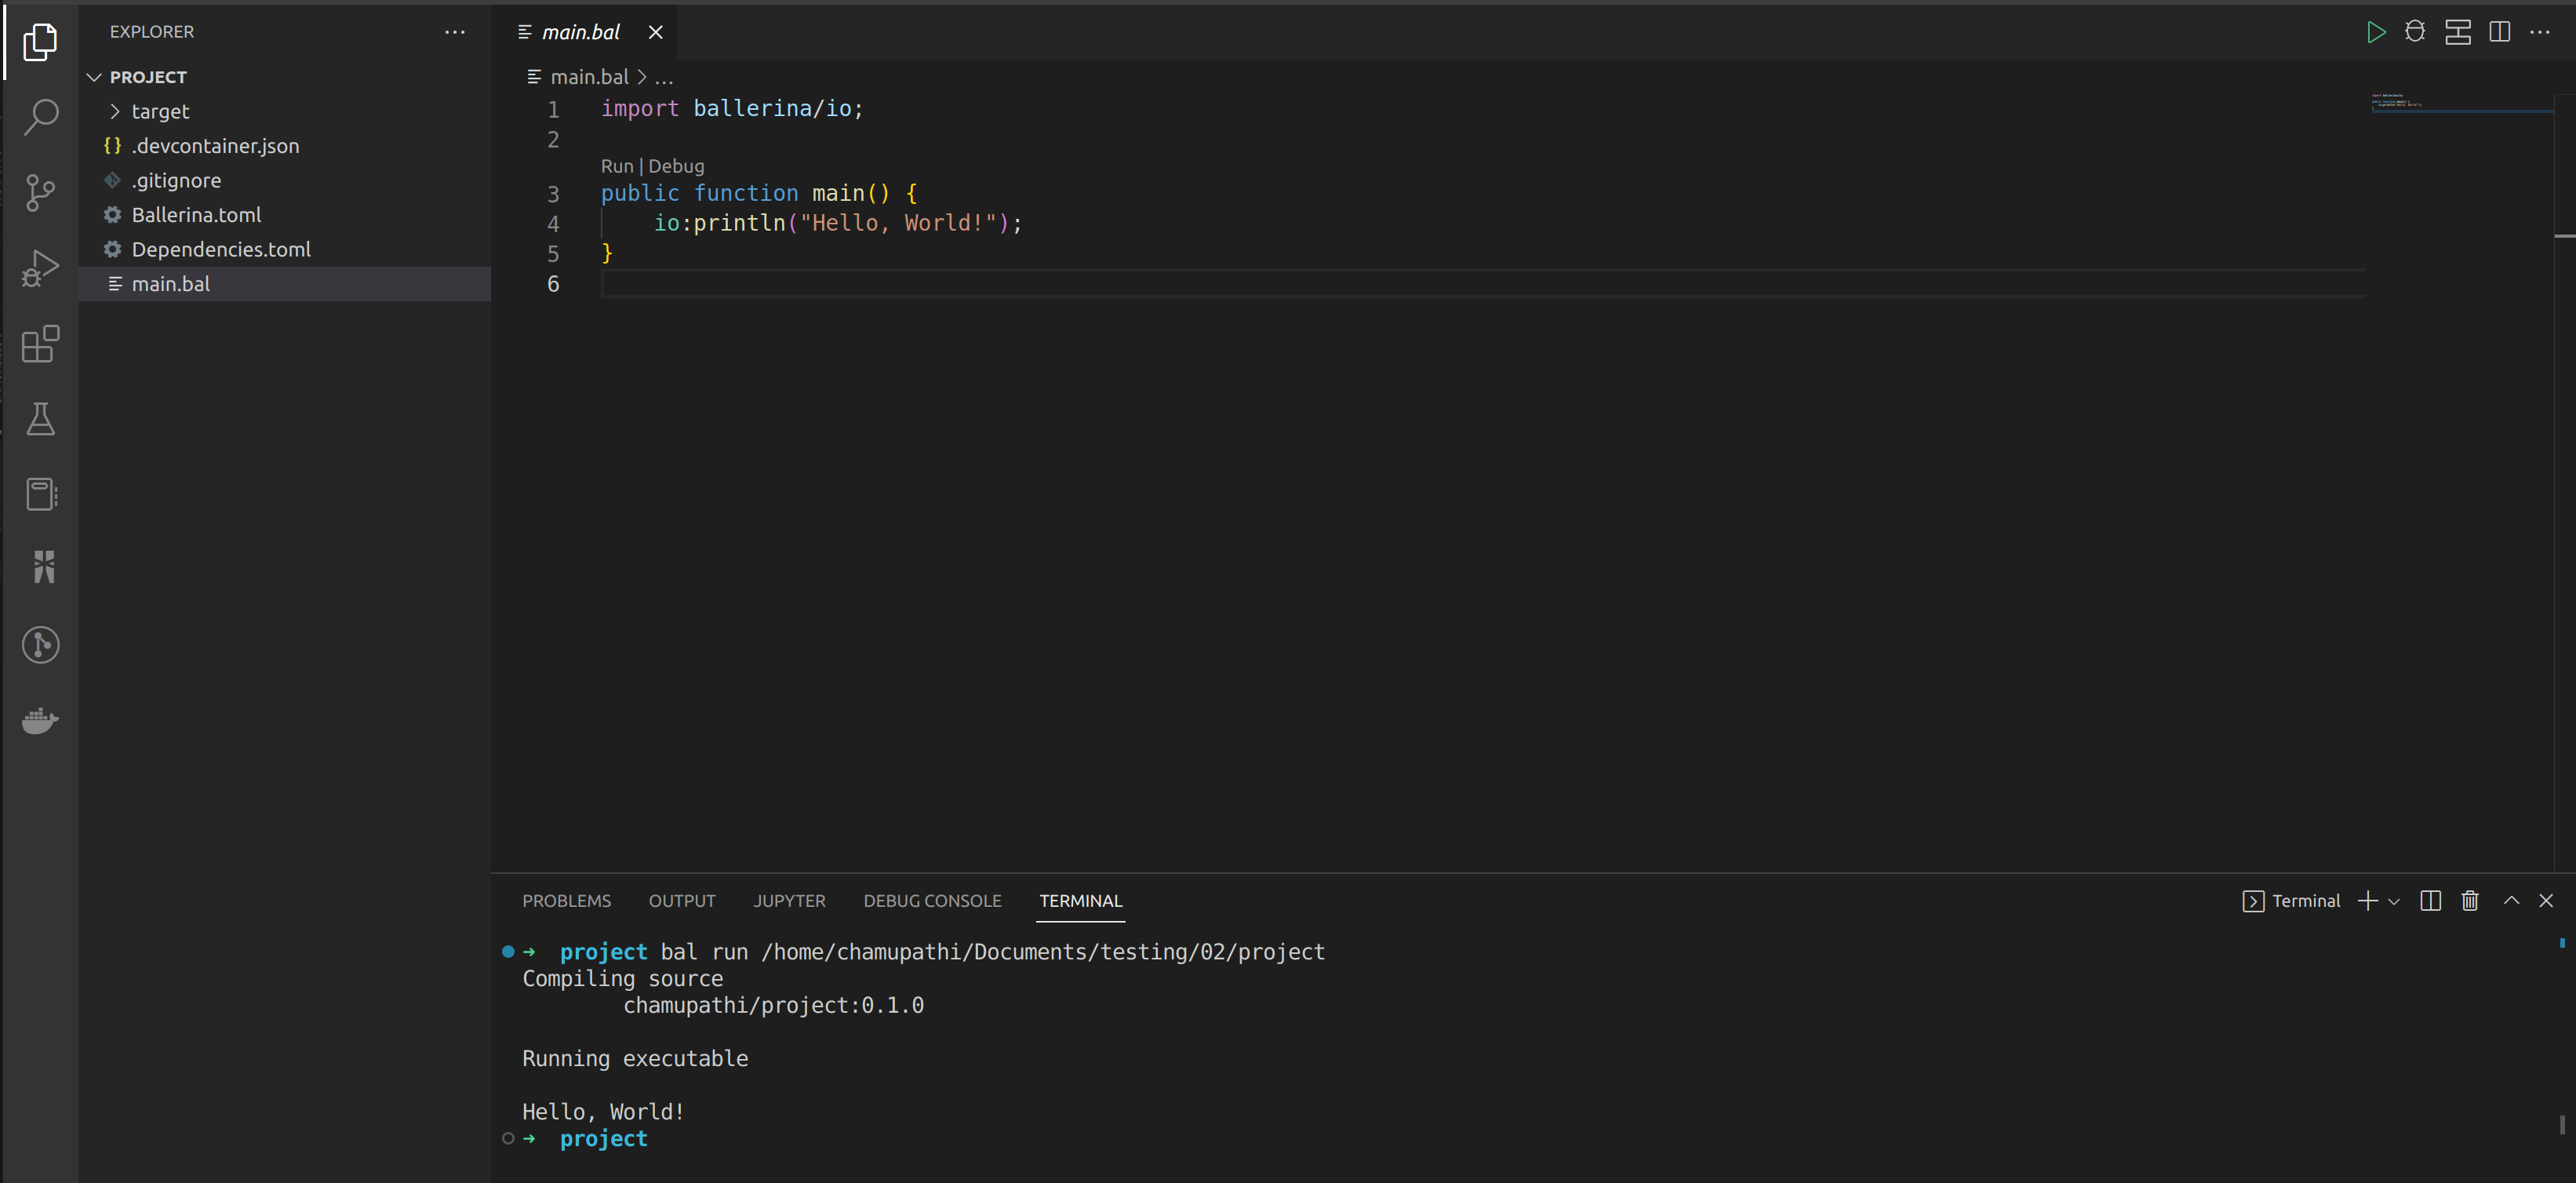 EXPLORER
PROJECT
target
{} .devcontainer.json
.gitignore
Ballerina.toml
Dependencies.toml
main.bal
main.bal
main.bal > ...
1 import ballerina/io;
2
Run | Debug
3 public function main() {
4 io:println("Hello, World!");
5 }
6
PROBLEMS OUTPUT JUPYTER DEBUG CONSOLE TERMINAL
Terminal
➜ project bal run /home/chamupathi/Documents/testing/02/project
Compiling source
chamupathi/project:0.1.0
Running executable
Hello, World!
➜ project